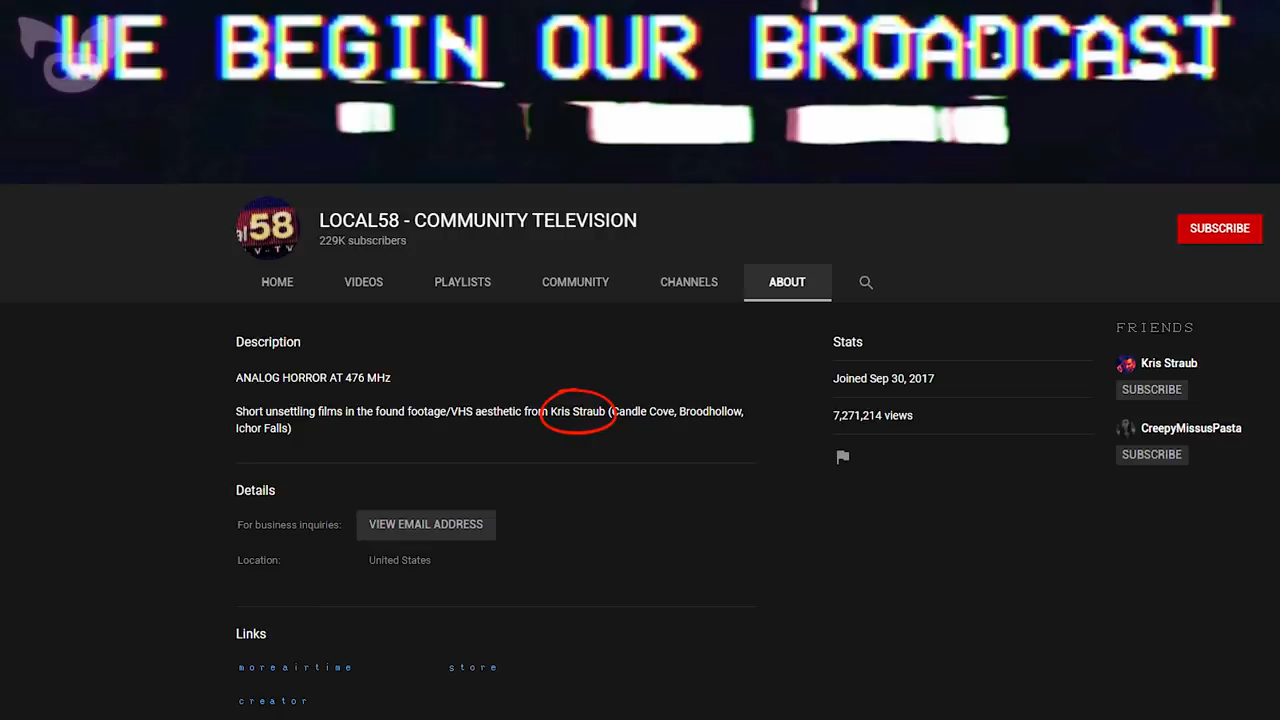 WE BEGIN OUR BROADCAST
58
LOCAL58 - COMMUNITY TELEVISION
229K subscribers
SUBSCRIBE
HOME VIDEOS PLAYLISTS COMMUNITY CHANNELS ABOUT
Description
ANALOG HORROR AT 476 MHz
Short unsettling films in the found footage/VHS aesthetic from Kris Straub (Candle Cove, Broodhollow,
Ichor Falls)
Details
For business inquiries: VIEW EMAIL ADDRESS
Location: United States
Links
moreairtime store
creator
Stats
Joined Sep 30, 2017
7,271,214 views
FRIENDS
Kris Straub
SUBSCRIBE
CreepyMissusPasta
SUBSCRIBE